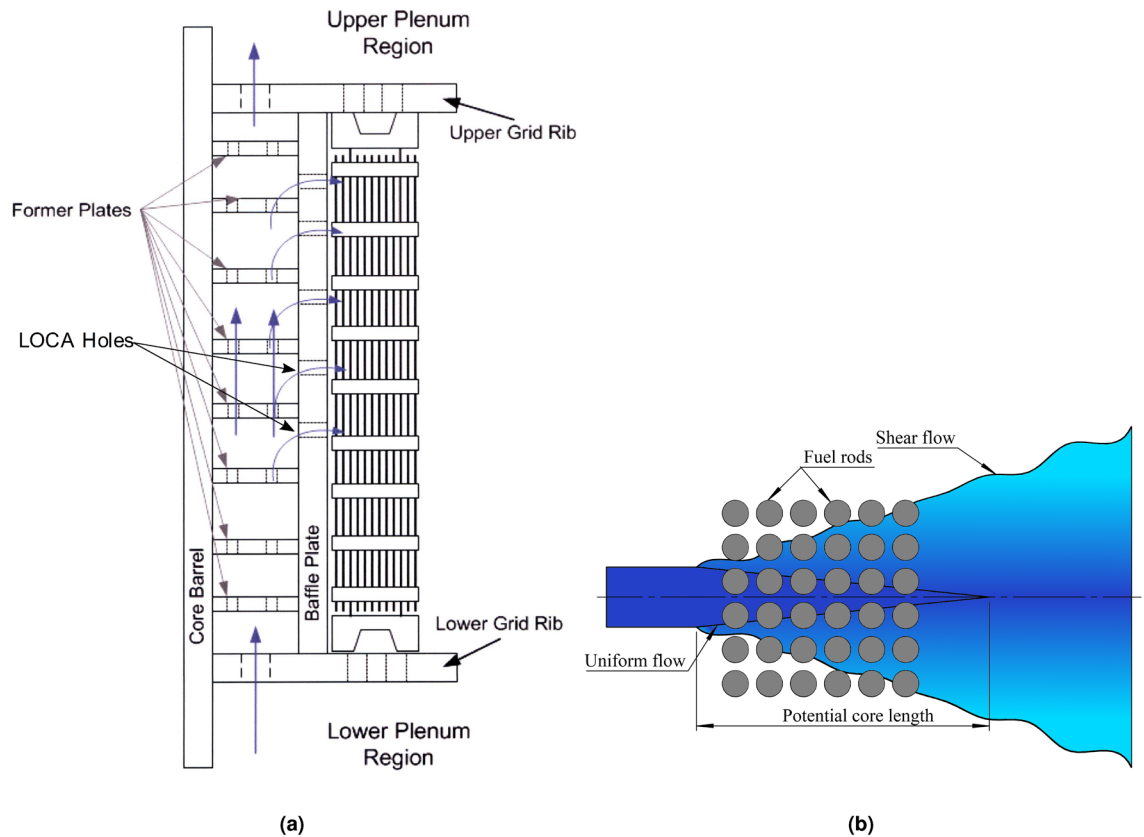 Upper Plenum
Region
Upper Grid Rib
Former Plates
LOCA Holes
Core Barrel
Baffle Plate
Lower Grid Rib
Lower Plenum
Region
(a)
Shear flow
Fuel rods
Uniform flow
Potential core length
(b)